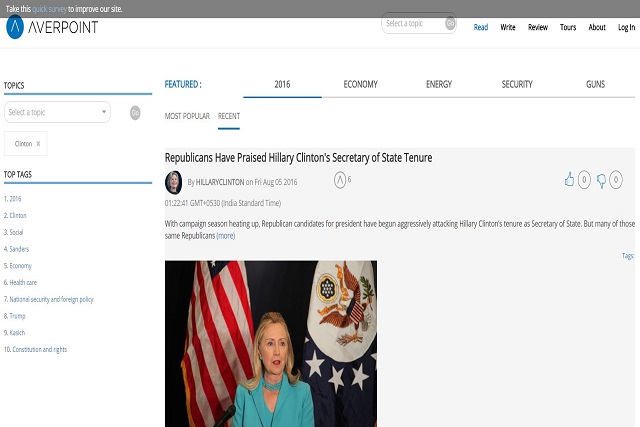 Take this quick survey to improve our site.
AVERPOINT
Select a topic
Go
Read Write Review Tours About Log In
TOPICS
Select a topic
Go
Clinton
TOP TAGS
1. 2016
2. Clinton
3. Social
4. Sanders
5. Economy
6. Health care
7. National security and foreign policy
8. Trump
9. Kasich
10. Constitution and rights
FEATURED : 2016 ECONOMY ENERGY SECURITY GUNS
MOST POPULAR RECENT
Republicans Have Praised Hillary Clinton's Secretary of State Tenure
By HILLARYCLINTON on Fri Aug 05 2016 6 0 0
01:22:41 GMT+0530 (India Standard Time)
With campaign season heating up, Republican candidates for president have begun aggressively attacking Hillary Clinton's tenure as Secretary of State. But many of those
same Republicans (more)
Tags: